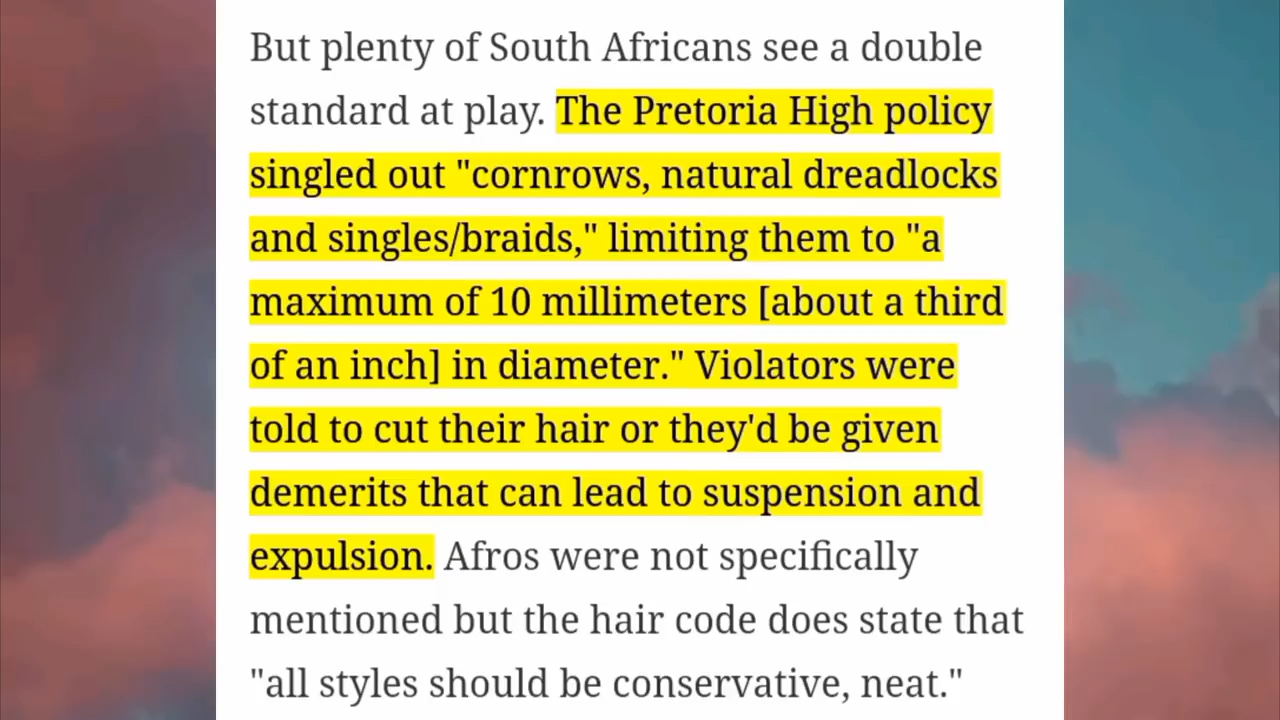 But plenty of South Africans see a double
standard at play. The Pretoria High policy
singled out "cornrows, natural dreadlocks
and singles/braids," limiting them to "a
maximum of 10 millimeters [about a third
of an inch] in diameter." Violators were
told to cut their hair or they'd be given
demerits that can lead to suspension and
expulsion. Afros were not specifically
mentioned but the hair code does state that
"all styles should be conservative, neat."